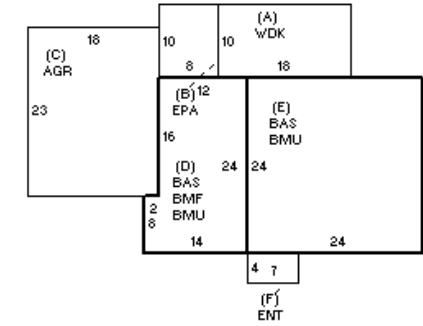 (A)
WDK
18
(C)
AGR
10
10
8
18
(B)
12
EPA
(E)
BAS
BMU
23
16
(D)
BAS
BMF
BMU
24
24
2
8
14
24
4
7
(F)
ENT